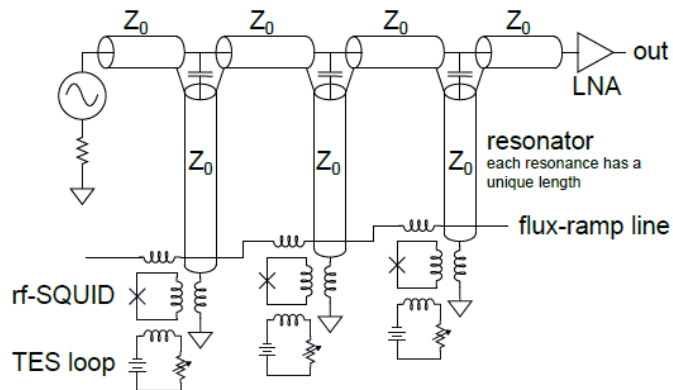 Z0
Z0
Z0
Z0
out
LNA
Z0
Z0
Z0
resonator
each resonance has a
unique length
flux-ramp line
rf-SQUID
TES loop